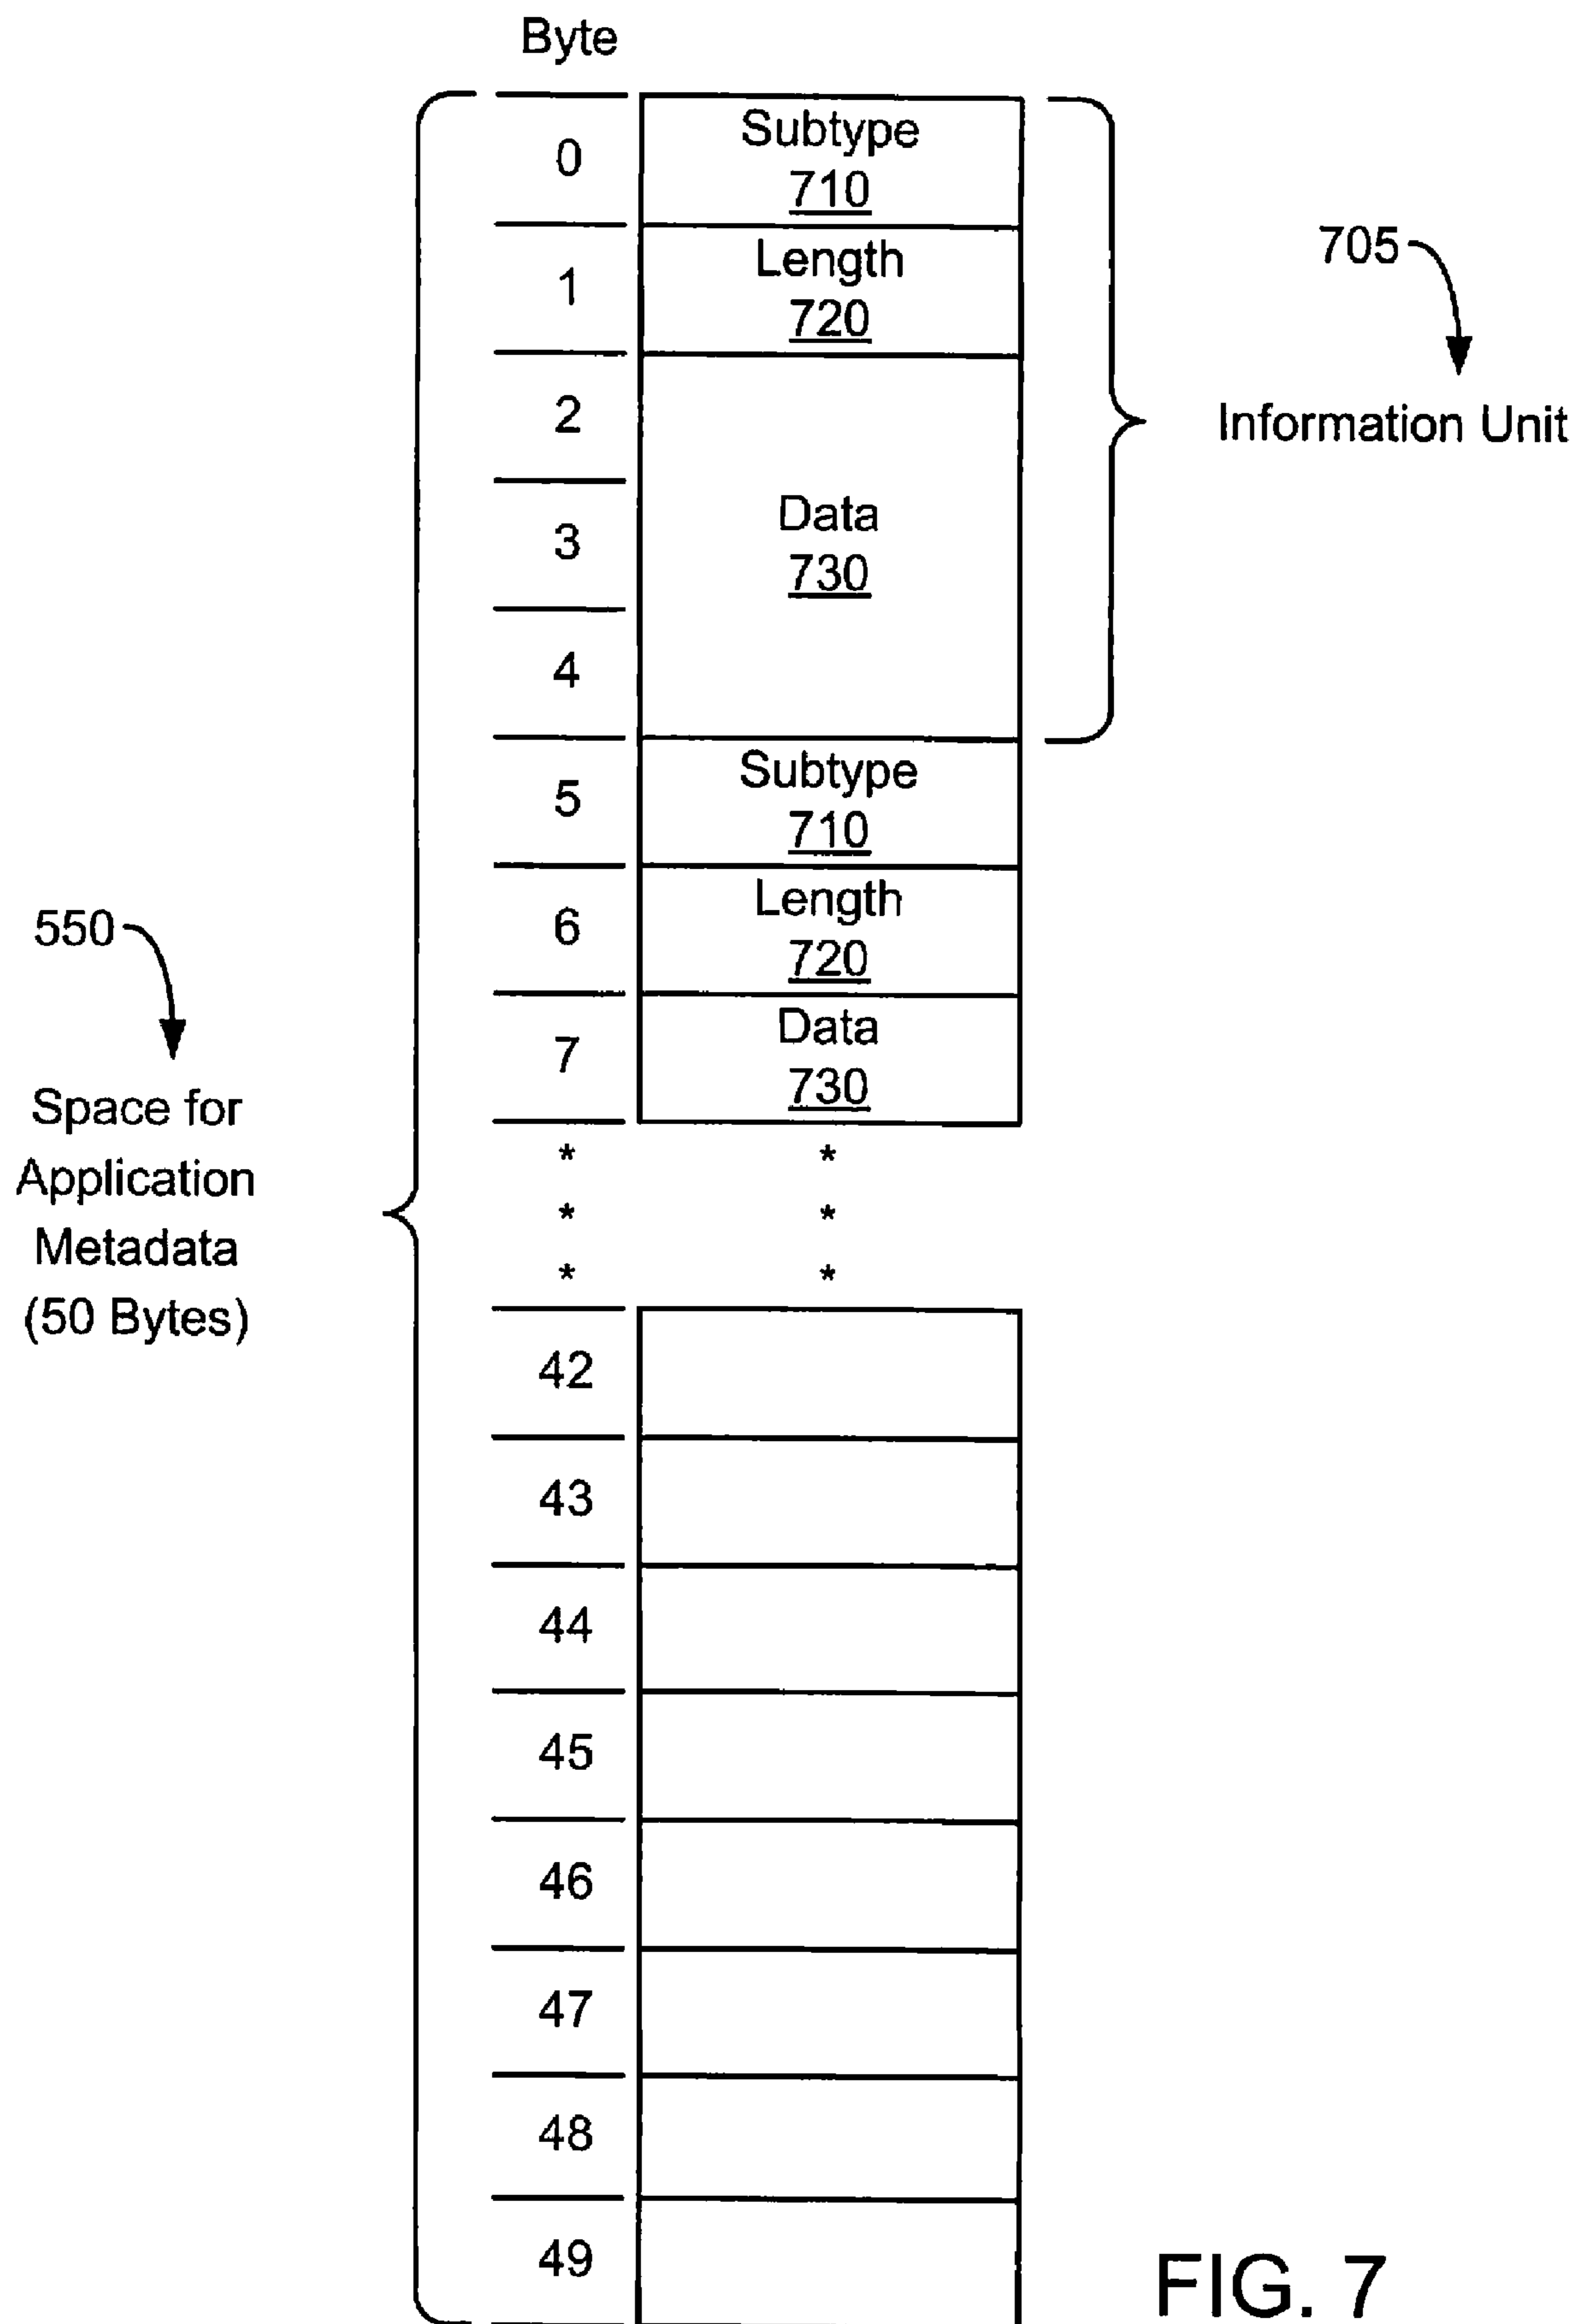 Byte
0
Subtype
710
1
Length
720
705
Information Unit
2
3
Data
730
4
5
Subtype
710
6
Length
720
7
Data
730
550
Space for
Application
Metadata
(50 Bytes)
* *
* *
* *
42
43
44
45
46
47
48
49
FIG. 7